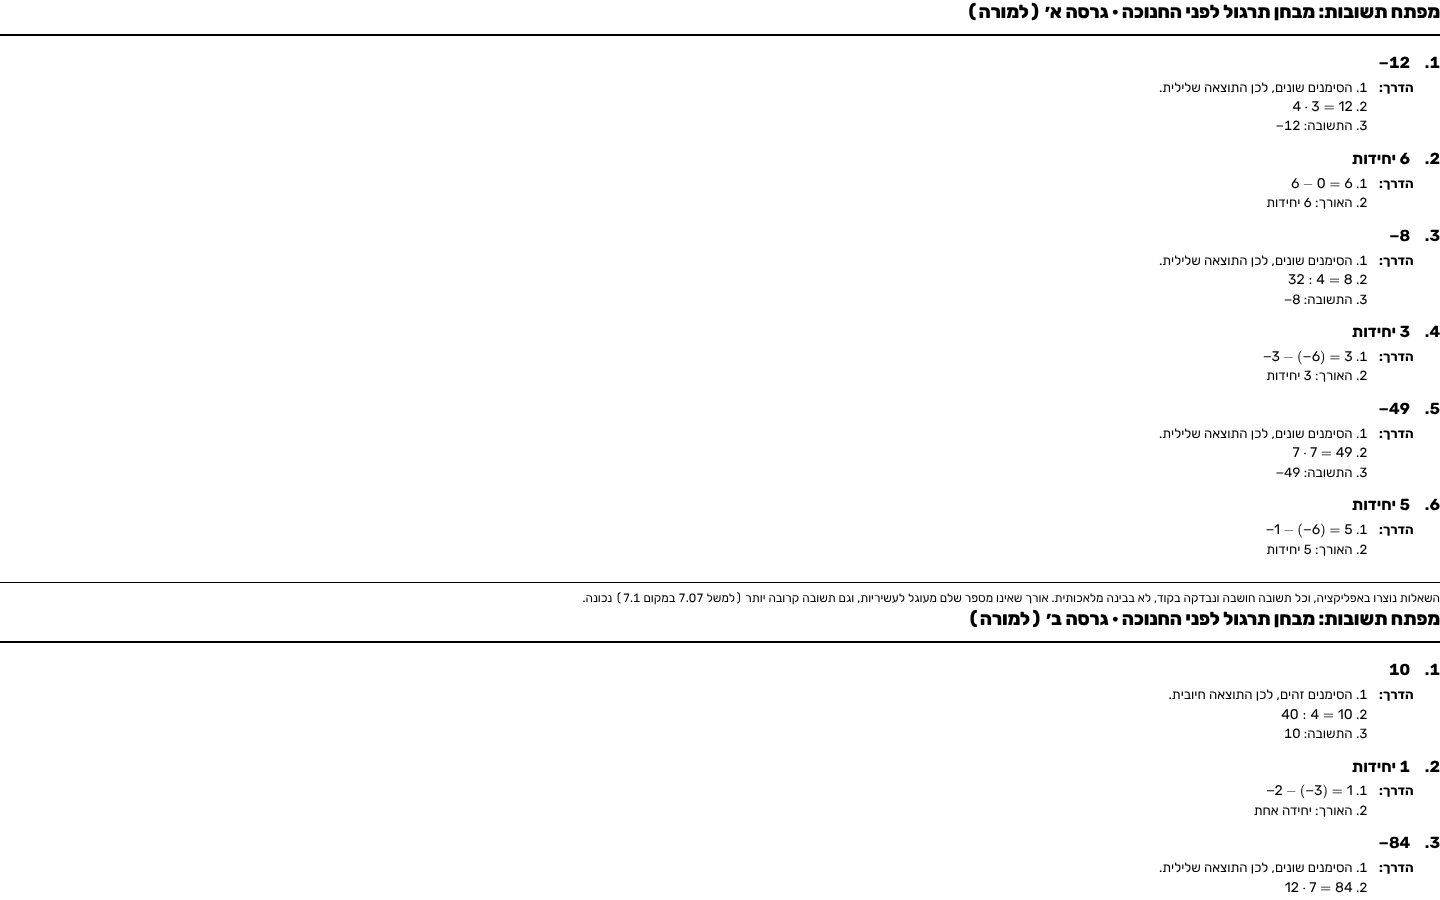 מפתח תשובות: מבחן תרגול לפני החנוכה · גרסה א׳ (למורה)
1. −12
הדרך: 1. הסימנים שונים, לכן התוצאה שלילית.
2. 4 · 3 = 12
3. התשובה: −12
2. 6 יחידות
הדרך: 1. 6 − 0 = 6
2. האורך: 6 יחידות
3. −8
הדרך: 1. הסימנים שונים, לכן התוצאה שלילית.
2. 32 : 4 = 8
3. התשובה: −8
4. 3 יחידות
הדרך: 1. −3 − (−6) = 3
2. האורך: 3 יחידות
5. −49
הדרך: 1. הסימנים שונים, לכן התוצאה שלילית.
2. 7 · 7 = 49
3. התשובה: −49
6. 5 יחידות
הדרך: 1. −1 − (−6) = 5
2. האורך: 5 יחידות
השאלות נוצרו באפליקציה, וכל תשובה חושבה ונבדקה בקוד, לא בבינה מלאכותית. אורך שאינו מספר שלם מעוגל לעשיריות, וגם תשובה קרובה יותר (למשל 7.07 במקום 7.1) נכונה.
מפתח תשובות: מבחן תרגול לפני החנוכה · גרסה ב׳ (למורה)
1. 10
הדרך: 1. הסימנים זהים, לכן התוצאה חיובית.
2. 40 : 4 = 10
3. התשובה: 10
2. 1 יחידות
הדרך: 1. −2 − (−3) = 1
2. האורך: יחידה אחת
3. −84
הדרך: 1. הסימנים שונים, לכן התוצאה שלילית.
2. 12 · 7 = 84